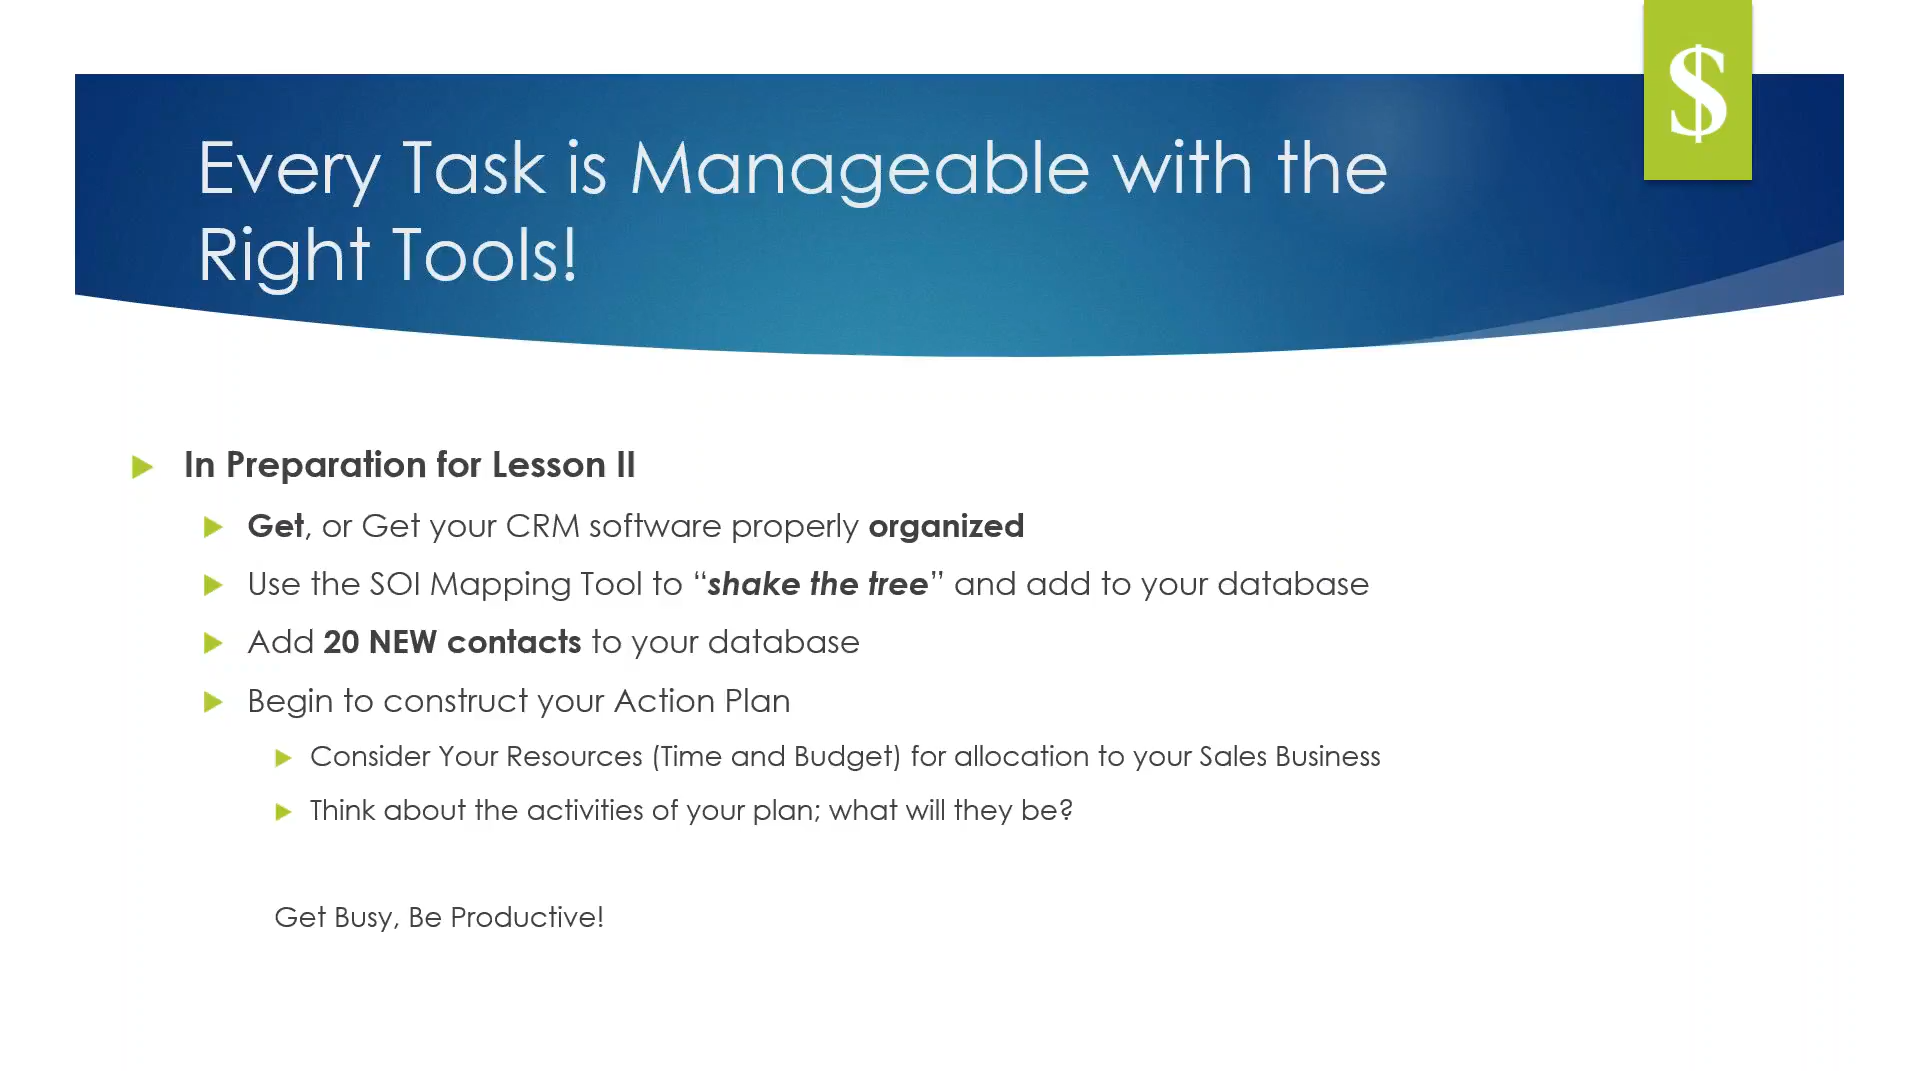 $
Every Task is Manageable with the
Right Tools!
In Preparation for Lesson II
Get, or Get your CRM software properly organized
Use the SOI Mapping Tool to “shake the tree” and add to your database
Add 20 NEW contacts to your database
Begin to construct your Action Plan
Consider Your Resources (Time and Budget) for allocation to your Sales Business
Think about the activities of your plan; what will they be?
Get Busy, Be Productive!